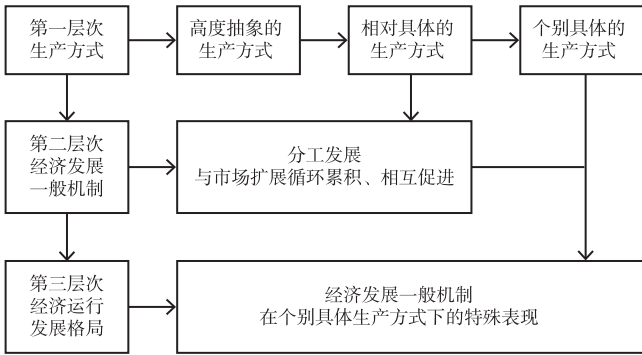 第一层次
生产方式
高度抽象的
生产方式
相对具体的
生产方式
个别具体的
生产方式
第二层次
经济发展
一般机制
分工发展
与市场扩展循环累积、相互促进
第三层次
经济运行
发展格局
经济发展一般机制
在个别具体生产方式下的特殊表现